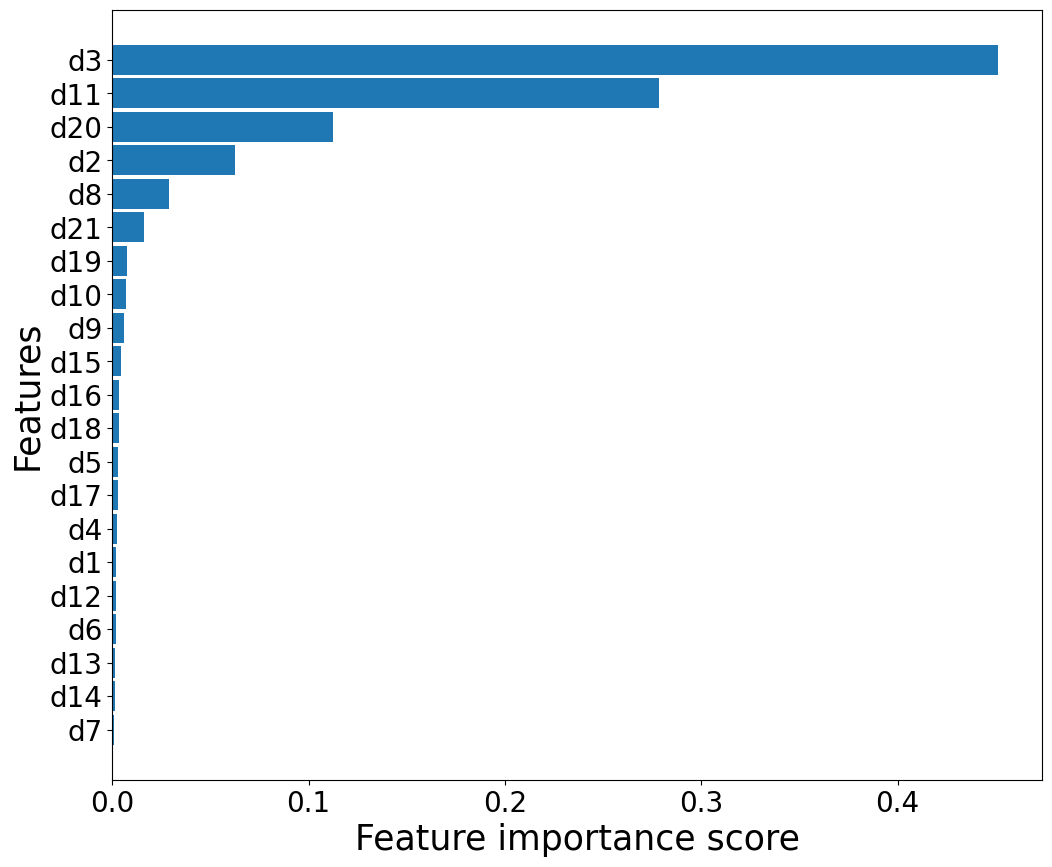 d3
d11
d20
d2
d8
d21
d19
d10
d9
d15
d16
d18
d5
d17
d4
d1
d12
d6
d13
d14
d7
Features
0.0 0.1 0.2 0.3 0.4
Feature importance score